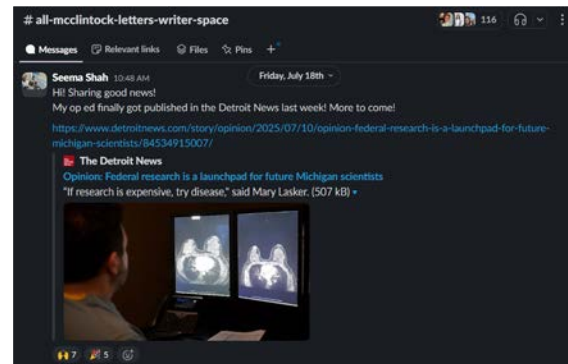 # all-mcclintock-letters-writer-space
116
Messages Relevant links Files Pins +
Friday, July 18th
Seema Shah 10:48 AM
Hi! Sharing good news!
My op ed finally got published in the Detroit News last week! More to come!
https://www.detroitnews.com/story/opinion/2025/07/10/opinion-federal-research-is-a-launchpad-for-future-
michigan-scientists/84534915007/
The Detroit News
Opinion: Federal research is a launchpad for future Michigan scientists
"If research is expensive, try disease," said Mary Lasker. (507 kB)
7 5